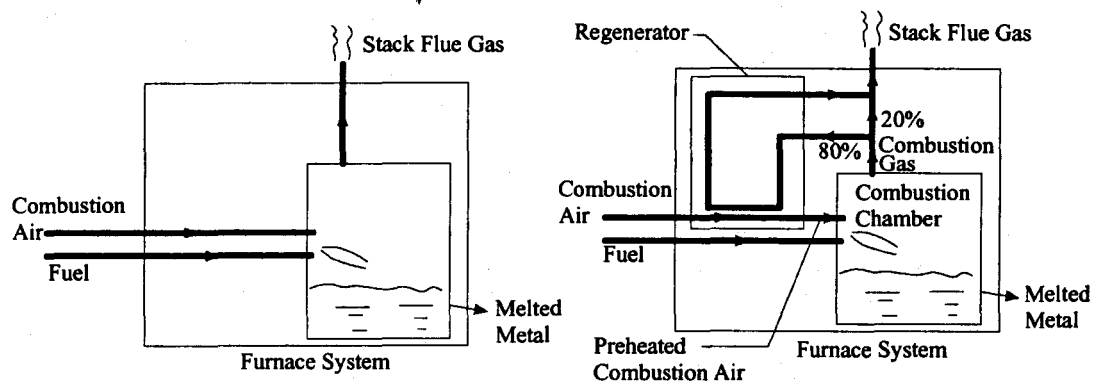 Stack Flue Gas
Combustion
Air
Fuel
Melted
Metal
Furnace System
Regenerator
Stack Flue Gas
20%
80%
Combustion
Gas
Combustion
Air
Combustion
Chamber
Fuel
Melted
Metal
Preheated
Combustion Air
Furnace System